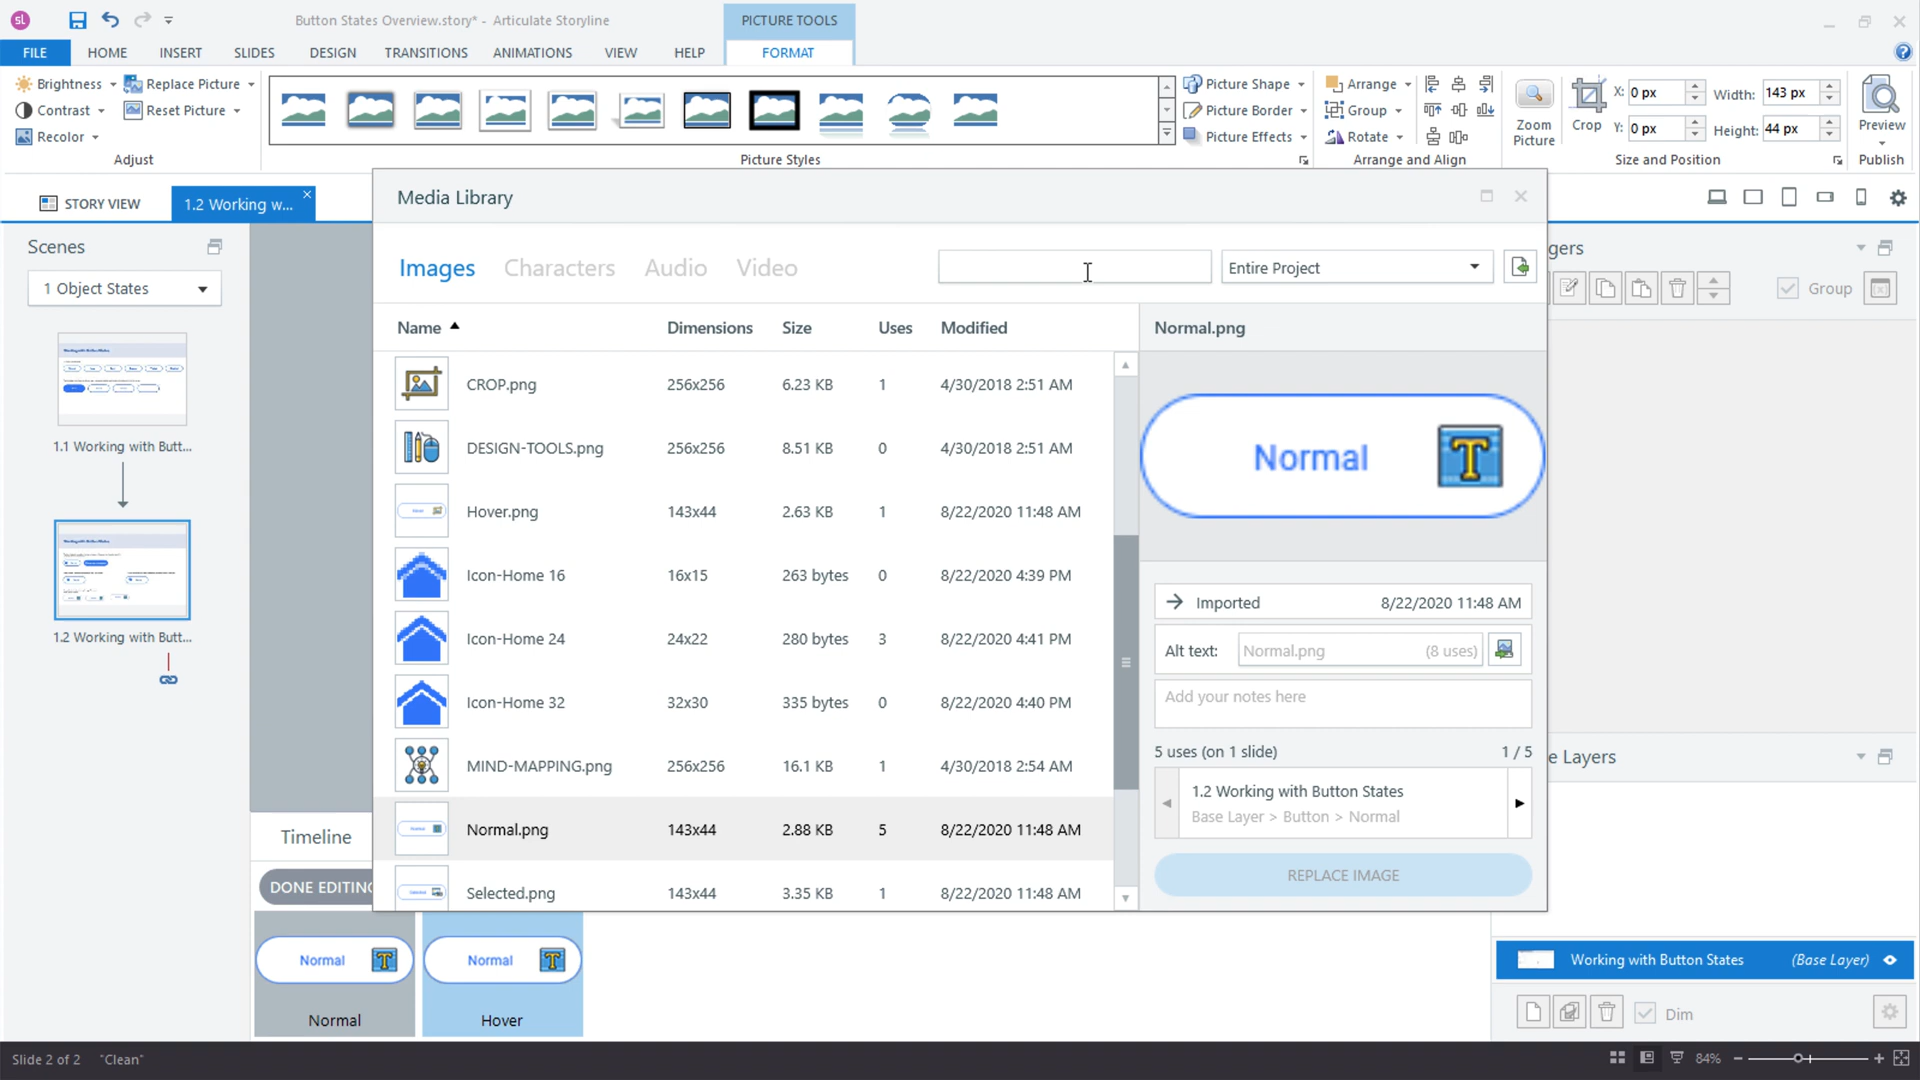 sl
Button States Overview.story* - Articulate Storyline
PICTURE TOOLS
FILE HOME INSERT SLIDES DESIGN TRANSITIONS ANIMATIONS VIEW HELP FORMAT
Brightness Replace Picture Picture Shape Arrange X: 0 px Width: 143 px
Contrast Reset Picture Picture Border Group Zoom Picture Crop Y: 0 px Height: 44 px Preview
Recolor Picture Effects Rotate
Adjust Picture Styles Arrange and Align Size and Position Publish
STORY VIEW 1.2 Working w...
Media Library
Scenes
gers
1 Object States
Images Characters Audio Video Entire Project
Group
Name Dimensions Size Uses Modified Normal.png
CROP.png 256x256 6.23 KB 1 4/30/2018 2:51 AM
DESIGN-TOOLS.png 256x256 8.51 KB 0 4/30/2018 2:51 AM
Hover.png 143x44 2.63 KB 1 8/22/2020 11:48 AM
Icon-Home 16 16x15 263 bytes 0 8/22/2020 4:39 PM
Icon-Home 24 24x22 280 bytes 3 8/22/2020 4:41 PM
Icon-Home 32 32x30 335 bytes 0 8/22/2020 4:40 PM
MIND-MAPPING.png 256x256 16.1 KB 1 4/30/2018 2:54 AM
Normal.png 143x44 2.88 KB 5 8/22/2020 11:48 AM
Selected.png 143x44 3.35 KB 1 8/22/2020 11:48 AM
Normal T
Imported 8/22/2020 11:48 AM
Alt text: Normal.png (8 uses)
Add your notes here
5 uses (on 1 slide) 1 / 5
1.2 Working with Button States
Base Layer > Button > Normal
REPLACE IMAGE
1.1 Working with Butt...
1.2 Working with Butt...
e Layers
Timeline
DONE EDITING
Normal T
Normal T
Normal
Hover
Working with Button States (Base Layer)
Dim
Slide 2 of 2 "Clean" 84%